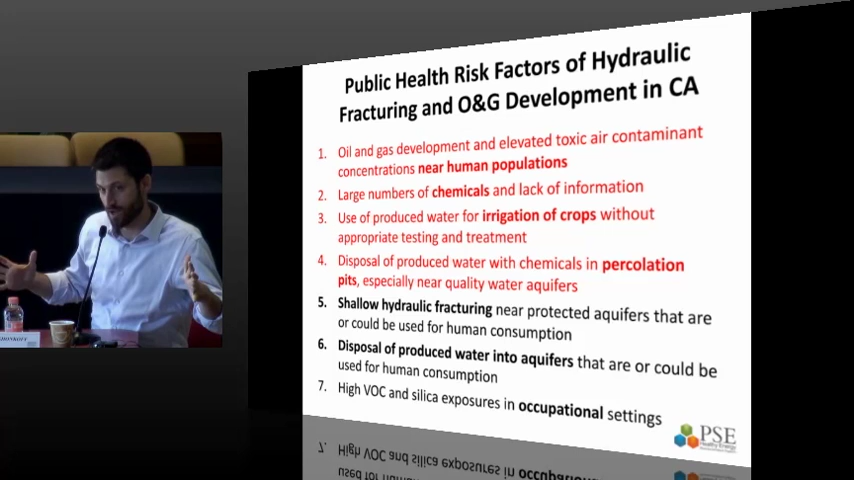 Public Health Risk Factors of Hydraulic
Fracturing and O&G Development in CA
1. Oil and gas development and elevated toxic air contaminant
concentrations near human populations
2. Large numbers of chemicals and lack of information
3. Use of produced water for irrigation of crops without
appropriate testing and treatment
4. Disposal of produced water with chemicals in percolation
pits, especially near quality water aquifers
5. Shallow hydraulic fracturing near protected aquifers that are
or could be used for human consumption
6. Disposal of produced water into aquifers that are or could be
used for human consumption
7. High VOC and silica exposures in occupational settings
PSE
Healthy Energy